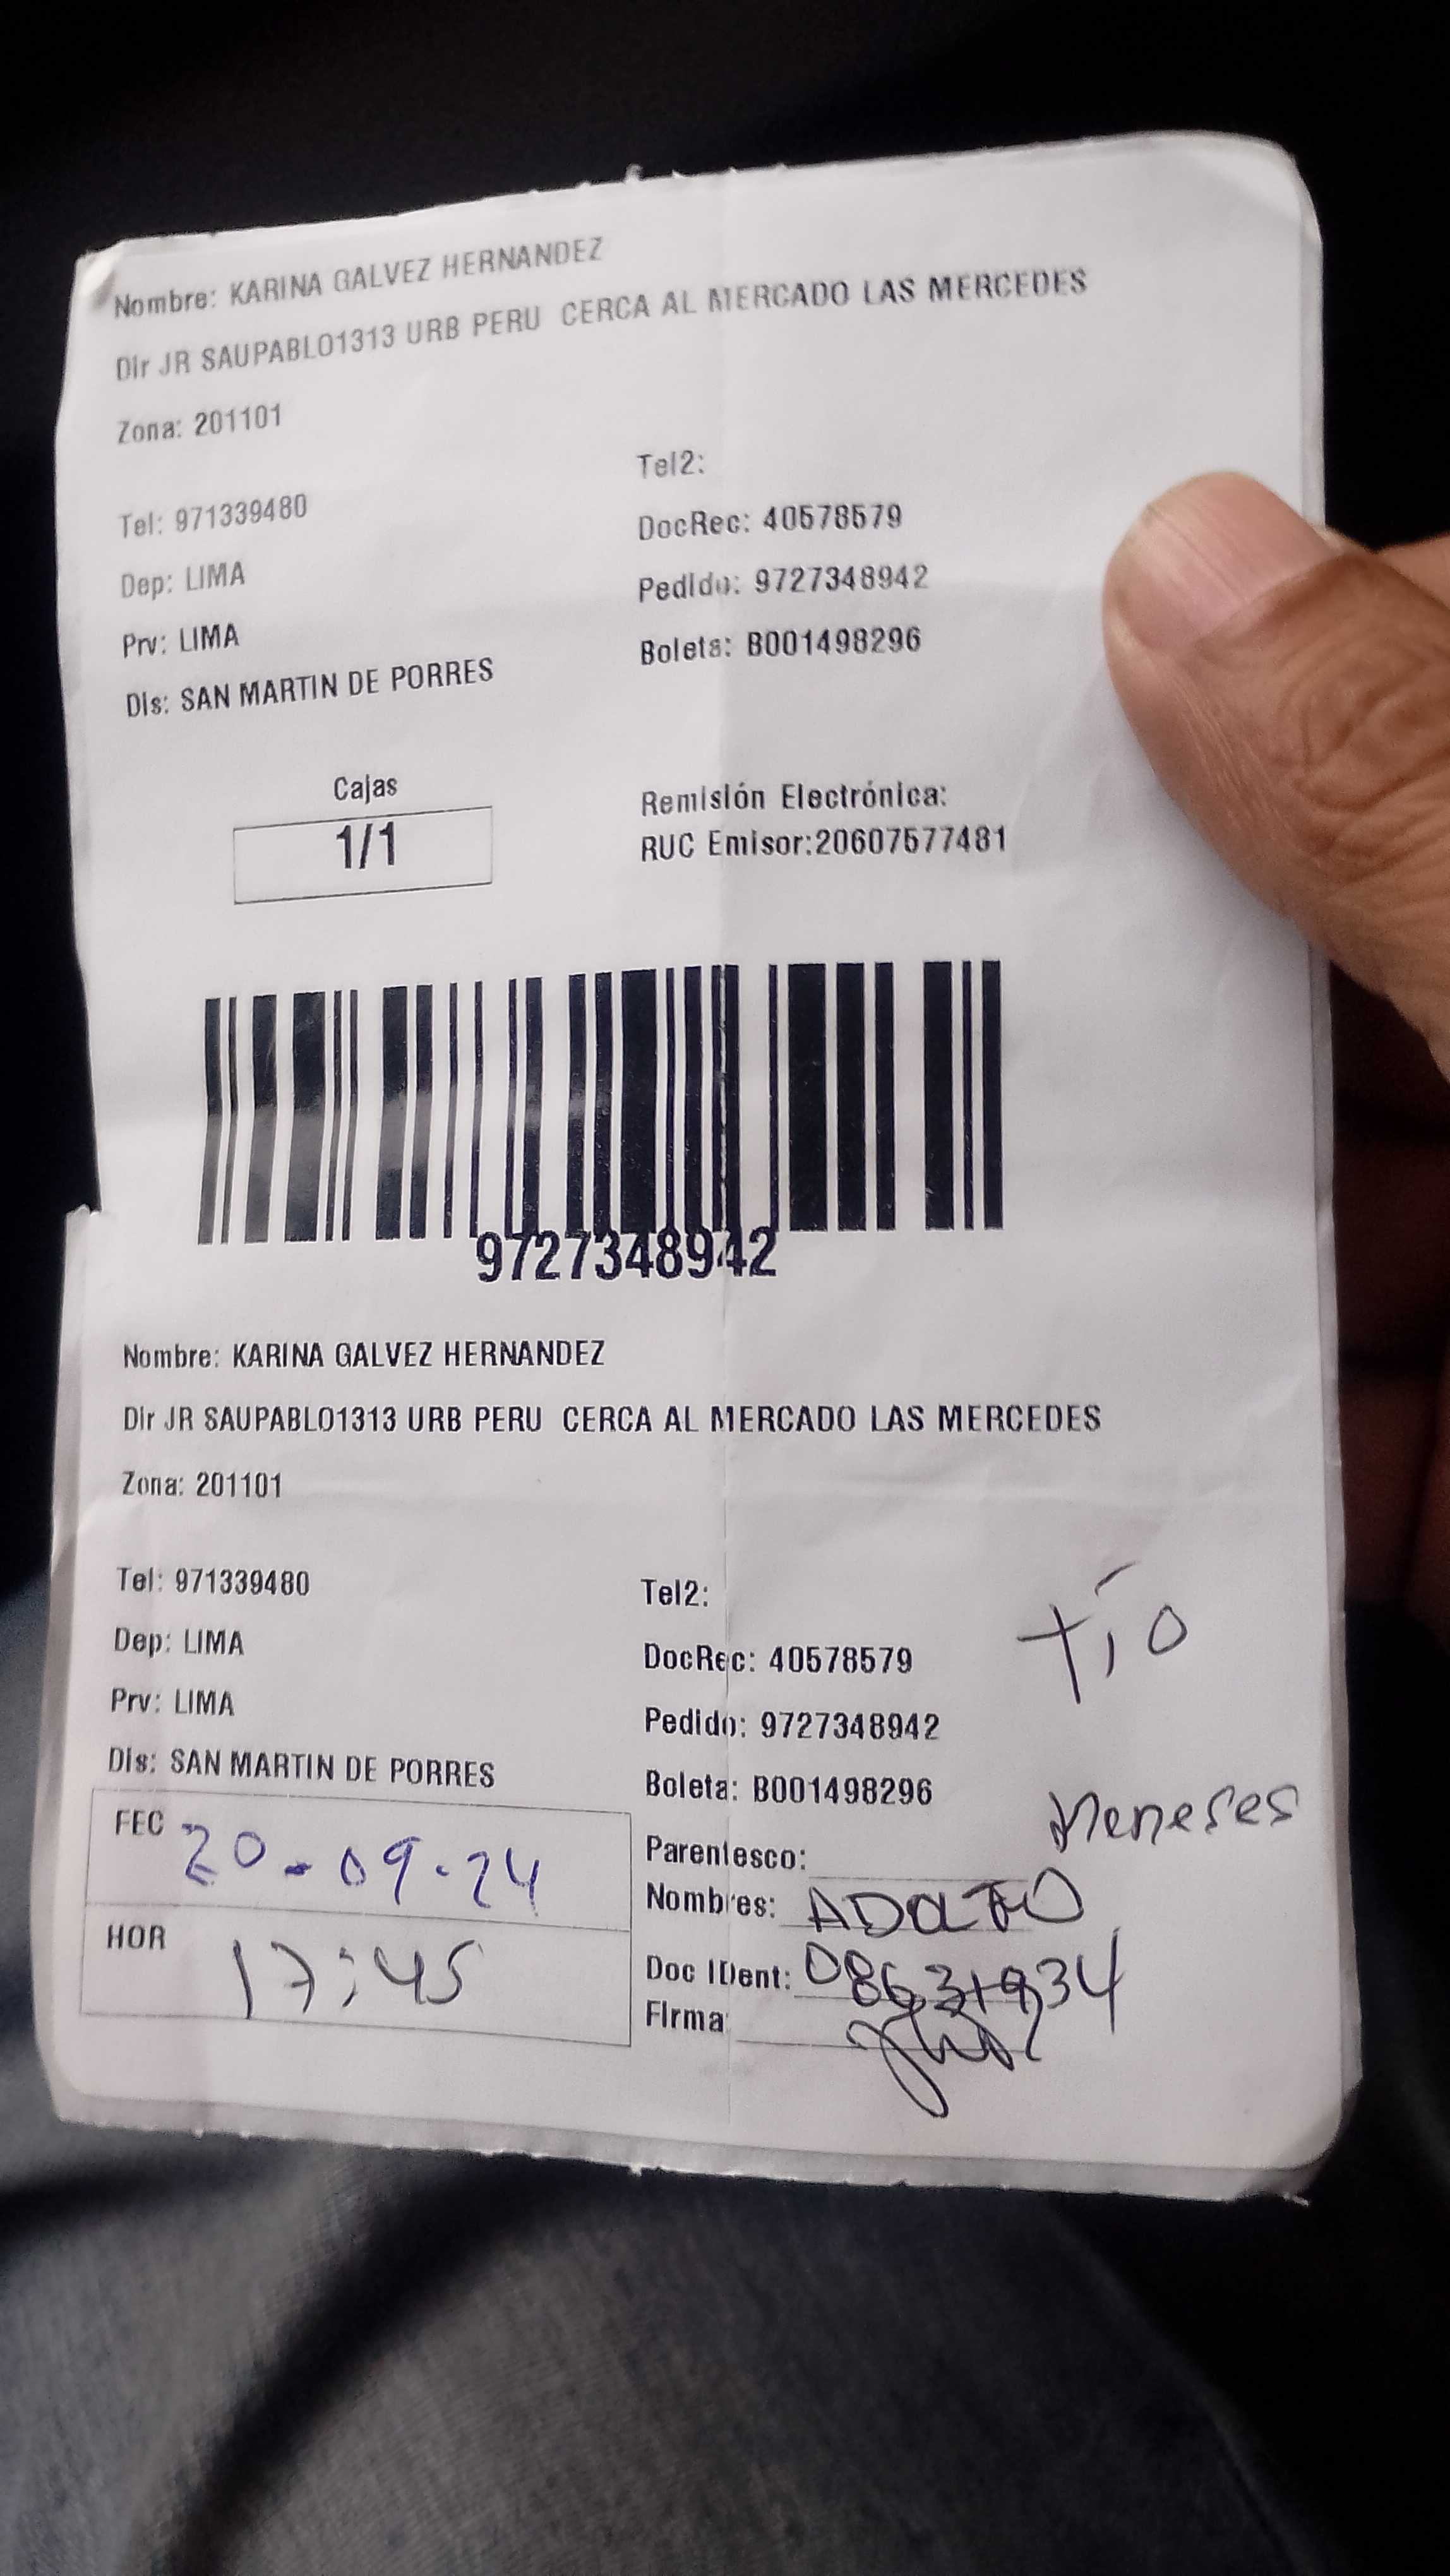 Nombre: KARINA GALVEZ HERNANDEZ
Dir JR SAUPABLO1313 URB PERU CERCA AL MERCADO LAS MERCEDES
Zona: 201101
Tel2:
Tel: 971339480
DocRec: 40578579
Dep: LIMA
Pedido: 9727348942
Prv: LIMA
Boleta: B001498296
Dis: SAN MARTIN DE PORRES
Cajas
1/1
Remisión Electrónica:
RUC Emisor:20607577481
9727348942
Nombre: KARINA GALVEZ HERNANDEZ
Dir JR SAUPABLO1313 URB PERU CERCA AL MERCADO LAS MERCEDES
Zona: 201101
Tel: 971339480
Tel2:
Dep: LIMA
DocRec: 40578579
tío
Prv: LIMA
Pedido: 9727348942
Dis: SAN MARTIN DE PORRES
Boleta: B001498296
Meneses
FEC 20-09-24
Parentesco:
Nombres: ADOLFO
HOR 17:45
Doc IDent:
Firma